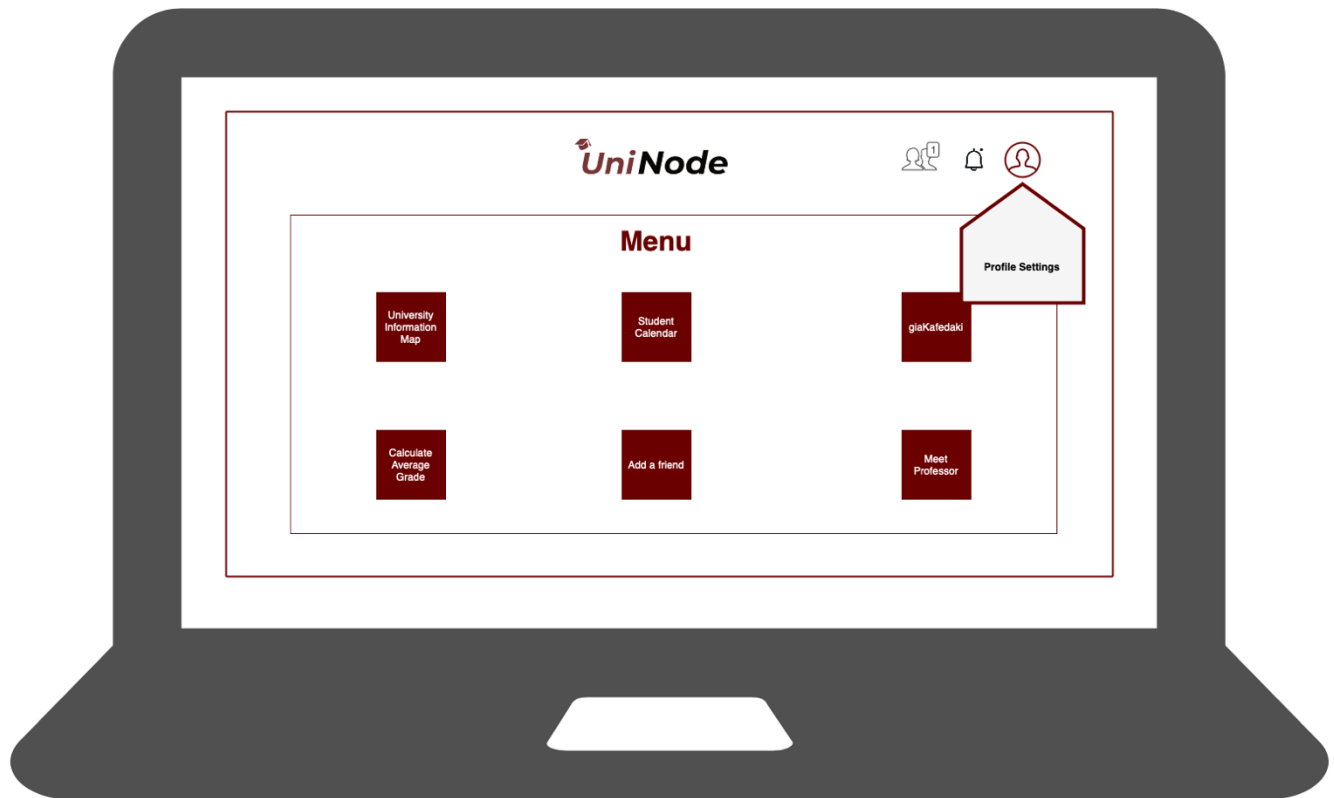 UniNode
1
Menu
Profile Settings
University
Information
Map
Student
Calendar
giaKafedaki
Calculate
Average
Grade
Add a friend
Meet
Professor